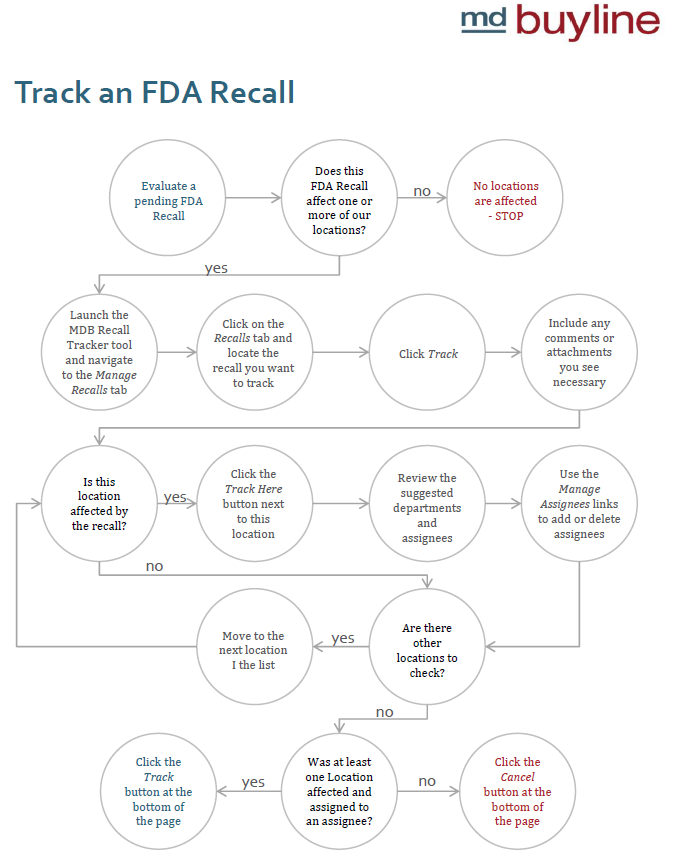 md buyline
Track an FDA Recall
Evaluate a
pending FDA
Recall
Does this
FDA Recall
affect one or
more of our
locations?
no
No locations
are affected
- STOP
yes
Launch the
MDB Recall
Tracker tool
and navigate
to the Manage
Recalls tab
Click on the
Recalls tab and
locate the
recall you want
to track
Click Track
Include any
comments or
attachments
you see
necessary
Is this
location
affected by
the recall?
yes
Click the
Track Here
button next
to this
location
Review the
suggested
departments
and
assignees
Use the
Manage
Assignees links
to add or delete
assignees
no
Move to the
next location
I the list
yes
Are there
other
locations to
check?
no
Click the
Track
button at the
bottom of
the page
yes
Was at least
one Location
affected and
assigned to
an assignee?
no
Click the
Cancel
button at the
bottom of
the page